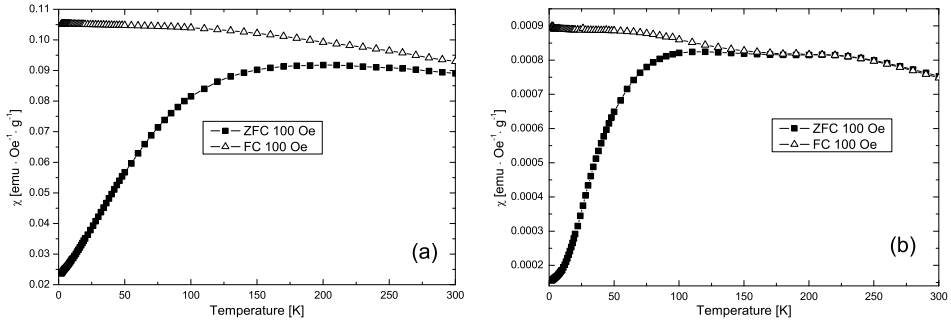 0.11
0.10
0.09
0.08
0.07
0.06
0.05
0.04
0.03
0.02
χ [emu · Oe⁻¹ · g⁻¹]
0 50 100 150 200 250 300
Temperature [K]
ZFC 100 Oe
FC 100 Oe
(a)
0.0009
0.0008
0.0007
0.0006
0.0005
0.0004
0.0003
0.0002
χ [emu · Oe⁻¹ · g⁻¹]
0 50 100 150 200 250 300
Temperature [K]
ZFC 100 Oe
FC 100 Oe
(b)